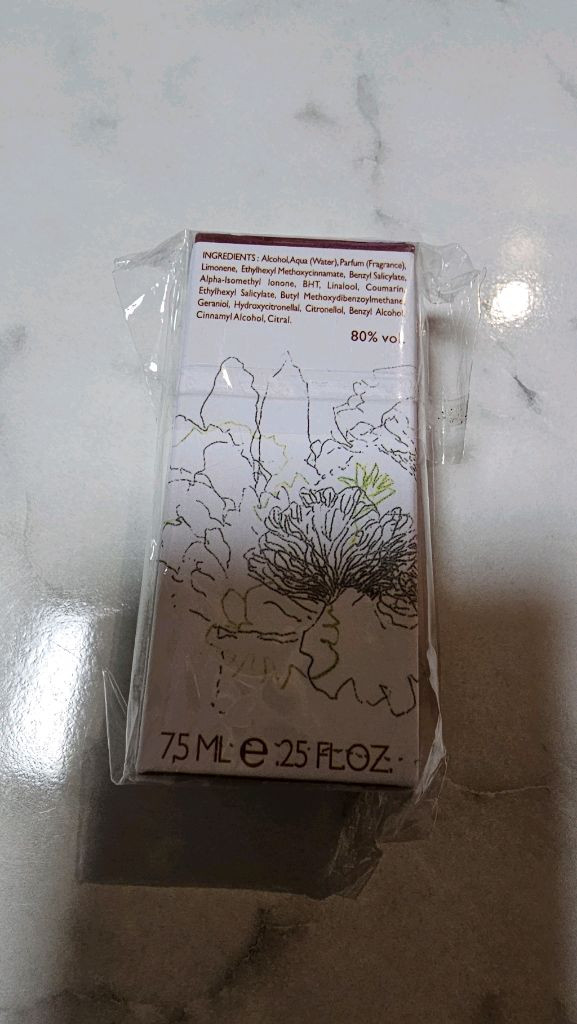 INGREDIENTS : Alcohol, Aqua (Water), Parfum (Fragrance),
Limonene, Ethylhexyl Methoxycinnamate, Benzyl Salicylate,
Alpha-Isomethyl Ionone, BHT, Linalool, Coumarin,
Ethylhexyl Salicylate, Butyl Methoxydibenzoylmethane,
Geraniol, Hydroxycitronellal, Citronellol, Benzyl Alcohol,
Cinnamyl Alcohol, Citral.
80% vol.
7,5 ML e .25 FL.OZ.